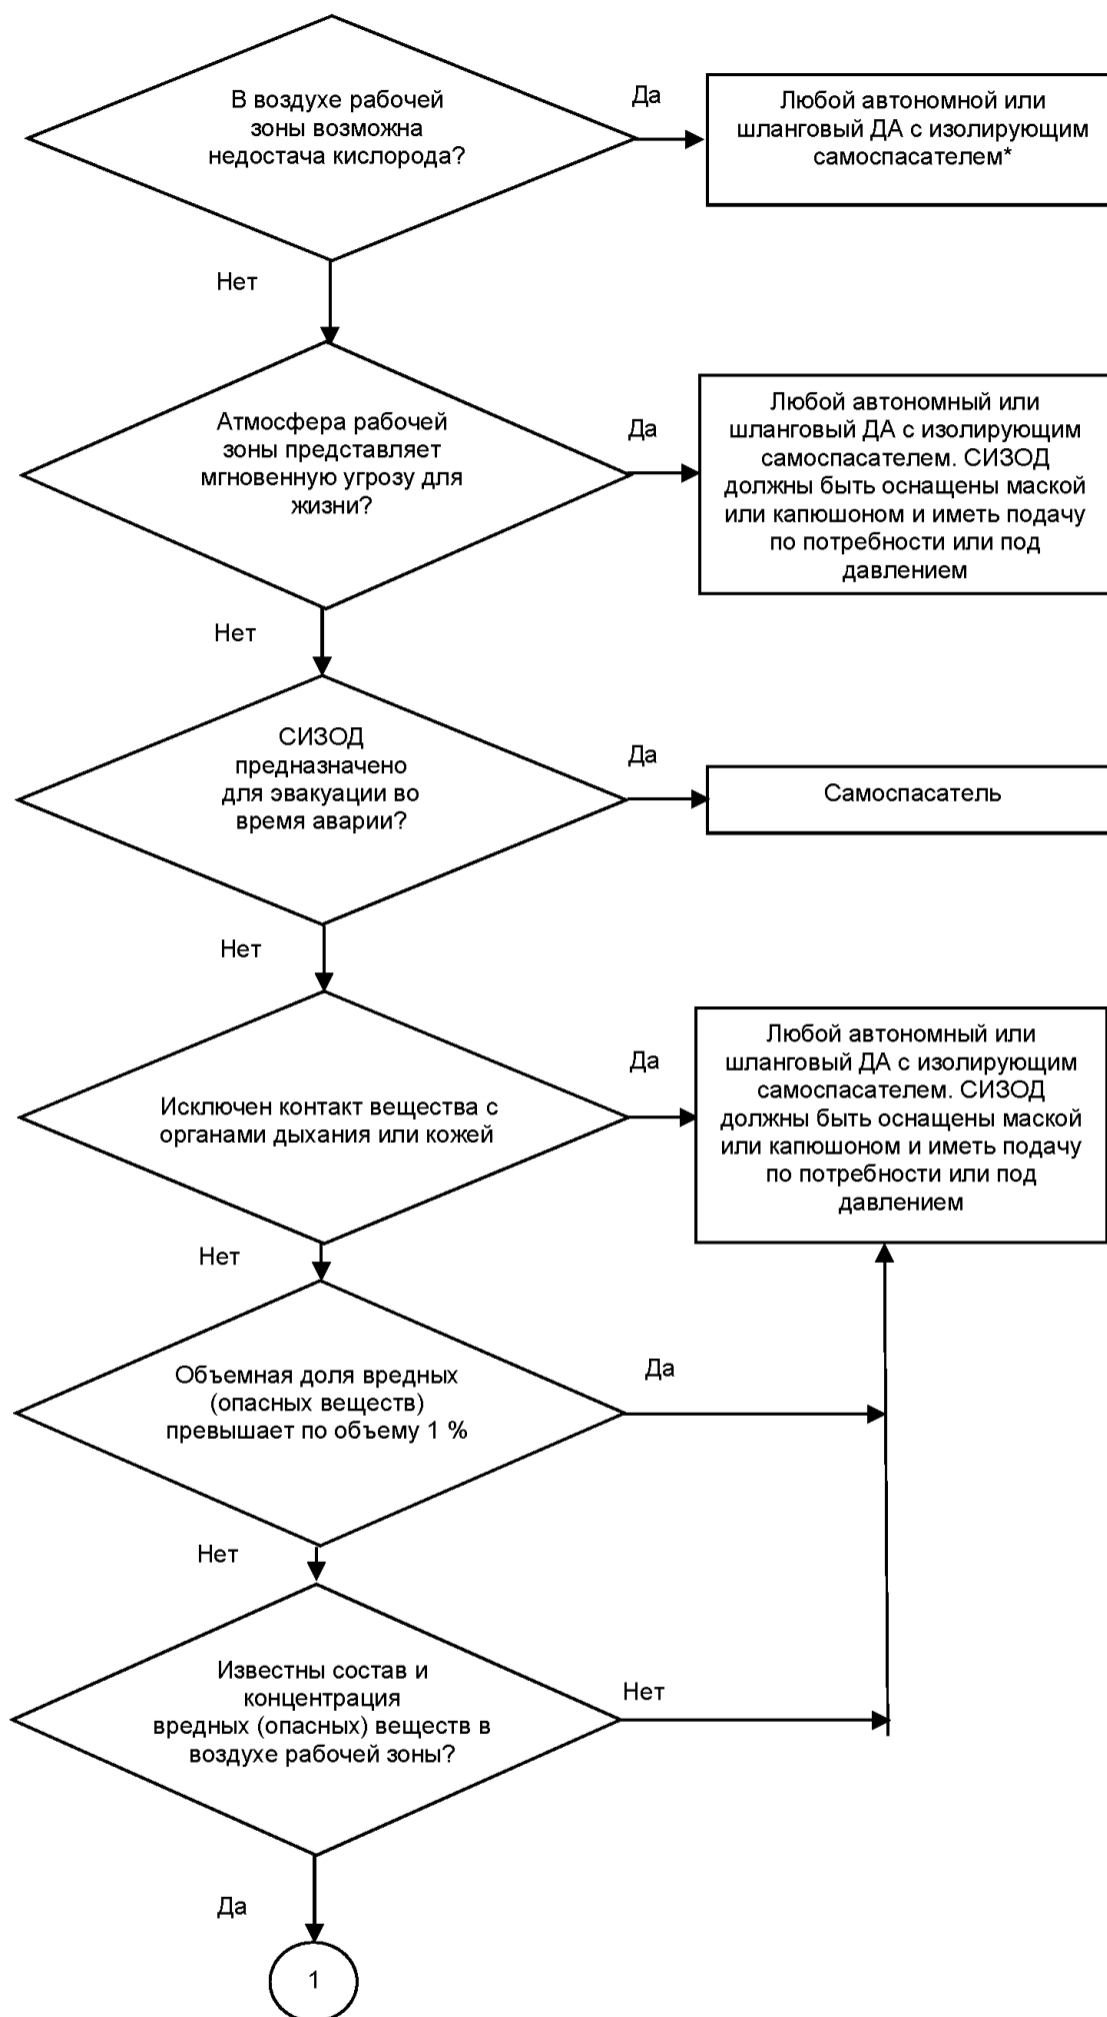 В воздухе рабочей
зоны возможна
недостача кислорода?
Да
Любой автономной или
шланговый ДА с изолирующим
самоспасателем*
Нет
Атмосфера рабочей
зоны представляет
мгновенную угрозу для
жизни?
Да
Любой автономный или
шланговый ДА с изолирующим
самоспасателем. СИЗОД
должны быть оснащены маской
или капюшоном и иметь подачу
по потребности или под
давлением
Нет
СИЗОД
предназначено
для эвакуации во
время аварии?
Да
Самоспасатель
Нет
Исключен контакт вещества с
органами дыхания или кожей
Да
Любой автономный или
шланговый ДА с изолирующим
самоспасателем. СИЗОД
должны быть оснащены маской
или капюшоном и иметь подачу
по потребности или под
давлением
Нет
Объемная доля вредных
(опасных веществ)
превышает по объему 1 %
Да
Нет
Известны состав и
концентрация
вредных (опасных) веществ в
воздухе рабочей зоны?
Нет
Да
1